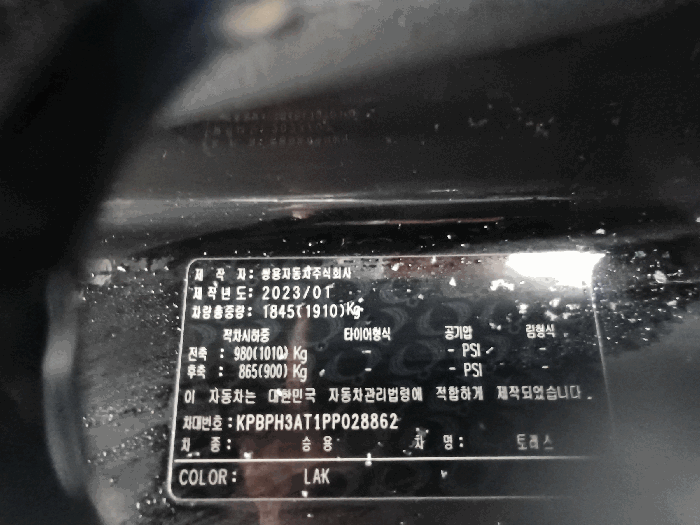 제 작 자: 쌍용자동차주식회사
제작년도: 2023/01
차량총중량: 1845(1910)Kg
적차시하중 타이어형식 공기압 림형식
전축 : 980(1010) Kg - - PSI -
후축 : 865(900) Kg - - PSI -
이 자동차는 대한민국 자동차관리법령에 적합하게 제작되었습니다.
차대번호: KPBPH3AT1PP028862
차 종: 승 용 차 명: 토레스
COLOR: LAK